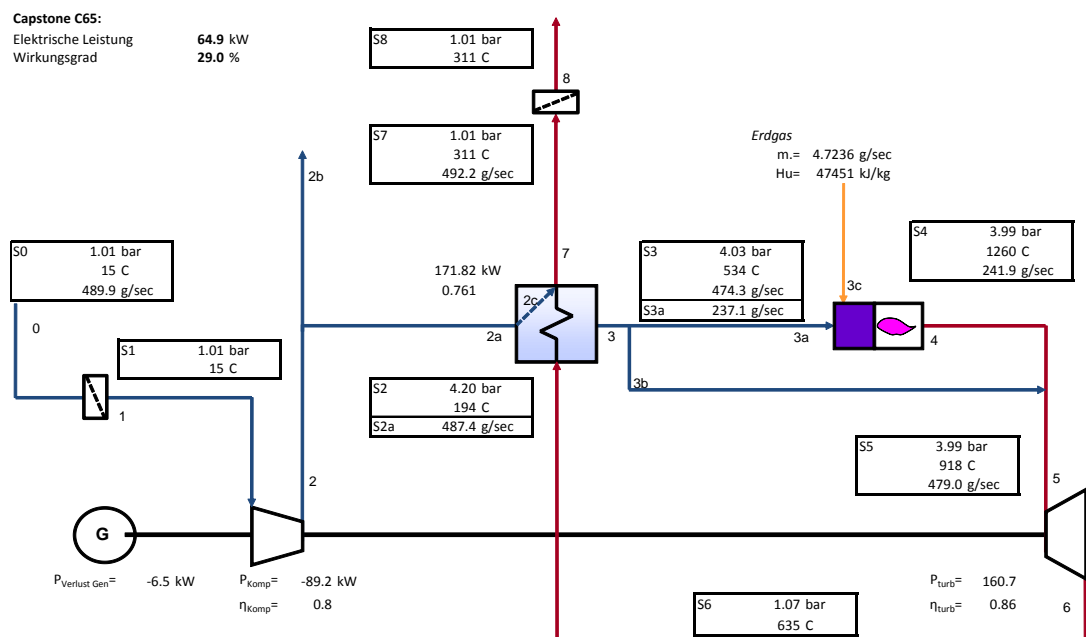 Capstone C65:
Elektrische Leistung 64.9 kW
Wirkungsgrad 29.0 %
S8 1.01 bar
311 C
8
S7 1.01 bar
311 C
492.2 g/sec
Erdgas
m.= 4.7236 g/sec
Hu= 47451 kJ/kg
2b
S0 1.01 bar
15 C
489.9 g/sec
0
7
171.82 kW
0.761
S3 4.03 bar
534 C
474.3 g/sec
S3a 237.1 g/sec
S4 3.99 bar
1260 C
241.9 g/sec
3c
2c
2a
3
3a
4
S1 1.01 bar
15 C
1
3b
S2 4.20 bar
194 C
S2a 487.4 g/sec
S5 3.99 bar
918 C
479.0 g/sec
2
5
G
P Verlust Gen= -6.5 kW
P Komp= -89.2 kW
η Komp= 0.8
P turb= 160.7
η turb= 0.86
6
S6 1.07 bar
635 C